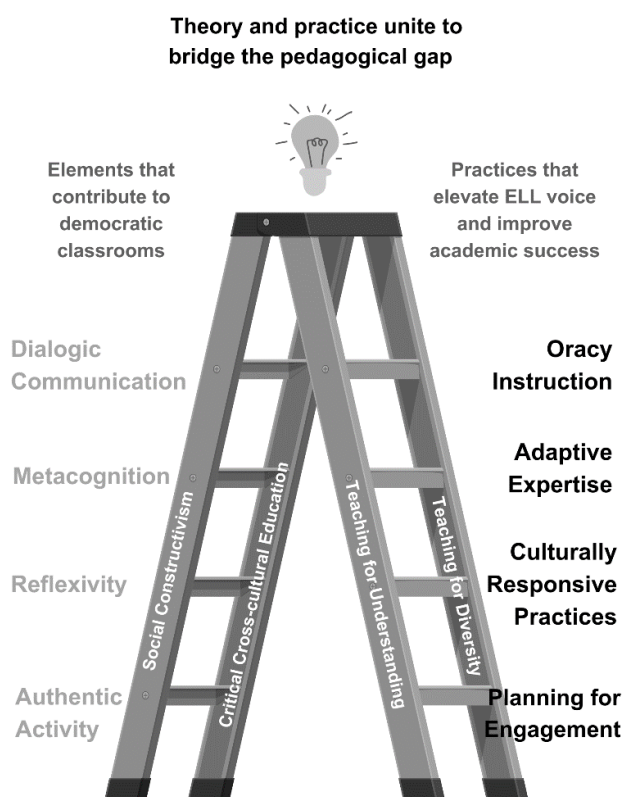 Theory and practice unite to
bridge the pedagogical gap
Elements that
contribute to
democratic
classrooms
Practices that
elevate ELL voice
and improve
academic success
Dialogic
Communication
Metacognition
Reflexivity
Authentic
Activity
Social Constructivism
Critical Cross-cultural Education
Teaching for Understanding
Teaching for Diversity
Oracy
Instruction
Adaptive
Expertise
Culturally
Responsive
Practices
Planning for
Engagement